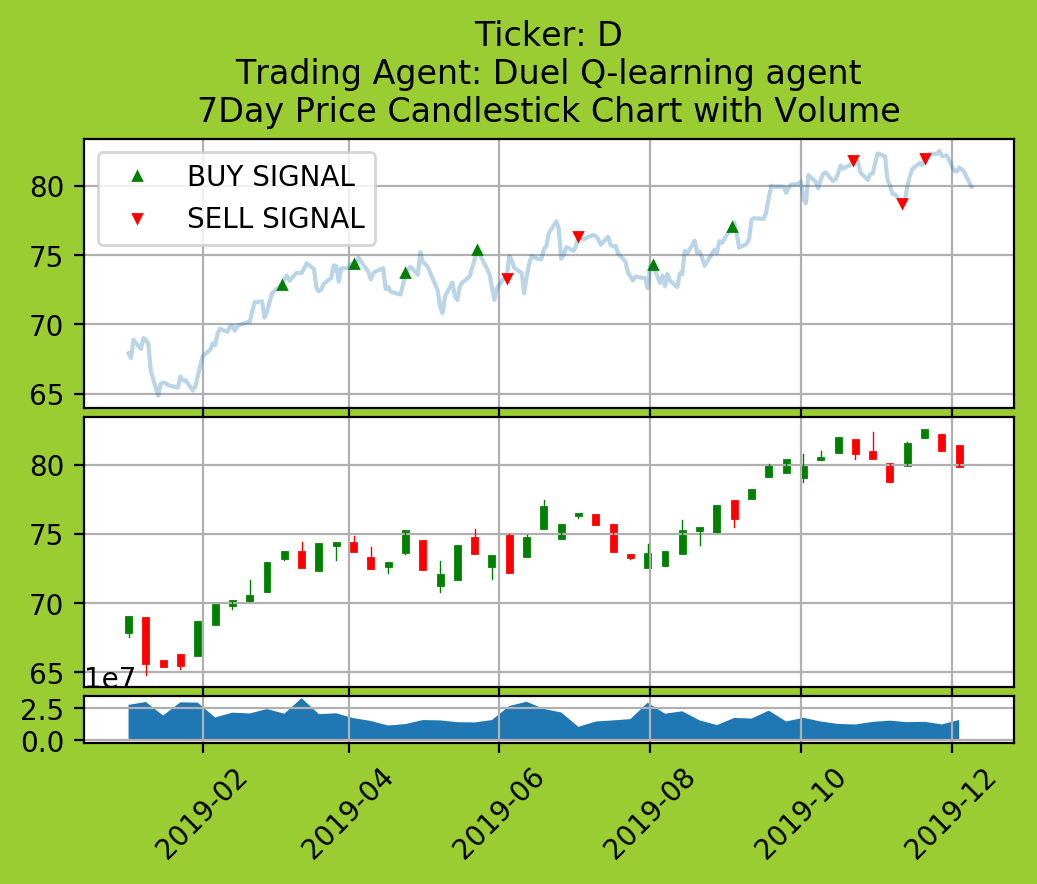 Ticker: D
Trading Agent: Duel Q-learning agent
7Day Price Candlestick Chart with Volume
BUY SIGNAL
SELL SIGNAL
80
75
70
65
80
75
70
65
1e7
2.5
0.0
2019-02
2019-04
2019-06
2019-08
2019-10
2019-12